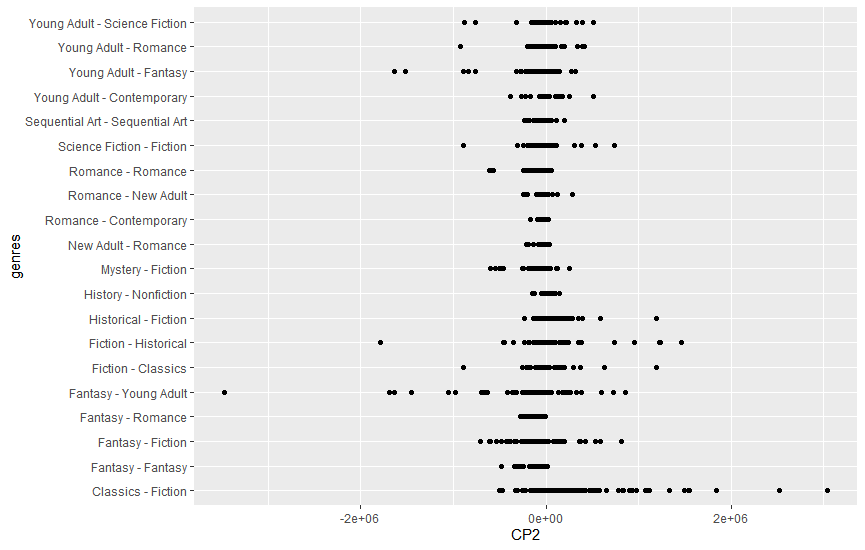 Young Adult - Science Fiction
Young Adult - Romance
Young Adult - Fantasy
Young Adult - Contemporary
Sequential Art - Sequential Art
Science Fiction - Fiction
Romance - Romance
Romance - New Adult
Romance - Contemporary
New Adult - Romance
Mystery - Fiction
History - Nonfiction
Historical - Fiction
Fiction - Historical
Fiction - Classics
Fantasy - Young Adult
Fantasy - Romance
Fantasy - Fiction
Fantasy - Fantasy
Classics - Fiction
genres
-2e+06 0e+00 2e+06
CP2